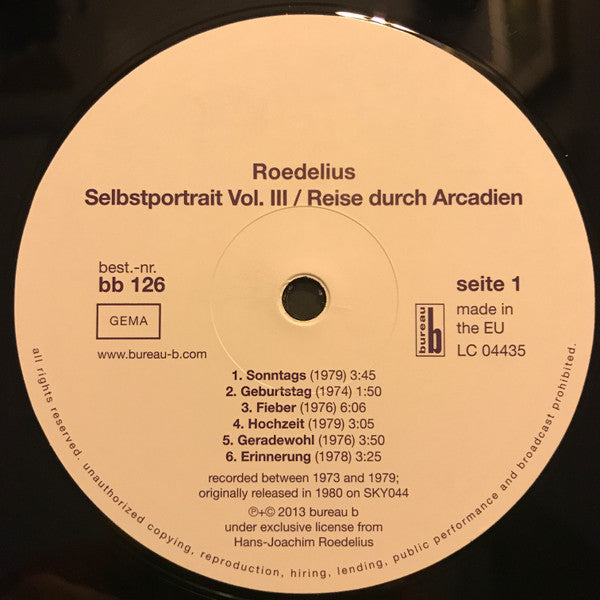 Roedelius
Selbstportrait Vol. III / Reise durch Arcadien
best.-nr.
bb 126
GEMA
www.bureau-b.com
seite 1
bureau b
made in
the EU
LC 04435
1. Sonntags (1979) 3:45
2. Geburtstag (1974) 1:50
3. Fieber (1976) 6:06
4. Hochzeit (1979) 3:05
5. Geradewohl (1976) 3:50
6. Erinnerung (1978) 3:25
recorded between 1973 and 1979;
originally released in 1980 on SKY044
℗+© 2013 bureau b
under exclusive license from
Hans-Joachim Roedelius
all rights reserved. unauthorized copying, reproduction, hiring, lending, public performance and broadcast prohibited.